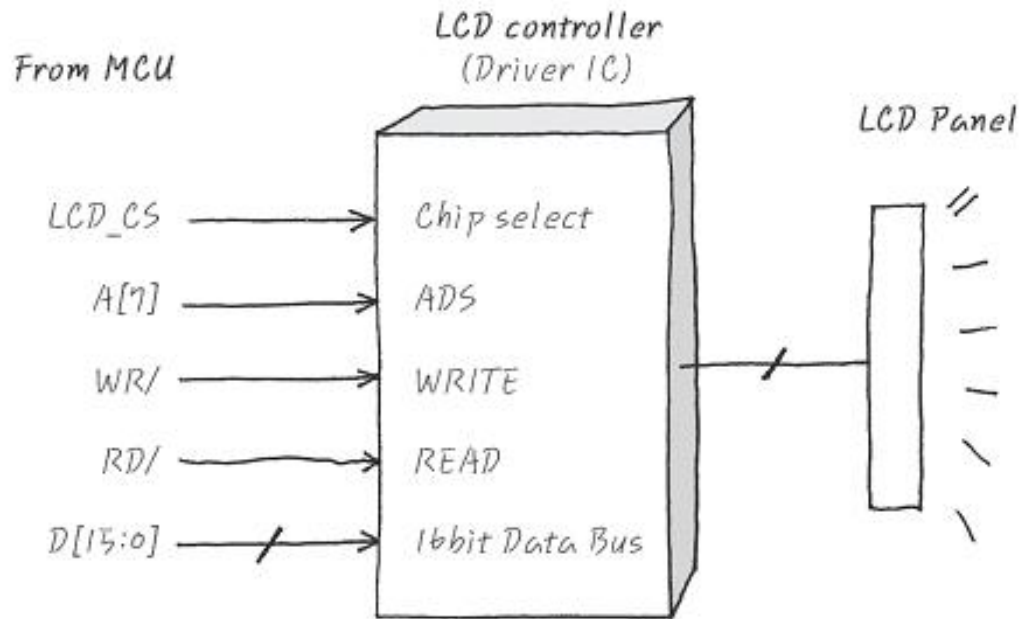 LCD controller
(Driver IC)
From MCU
LCD Panel
LCD_CS
Chip select
A[7]
ADS
WR/
WRITE
RD/
READ
D[15:0]
16bit Data Bus